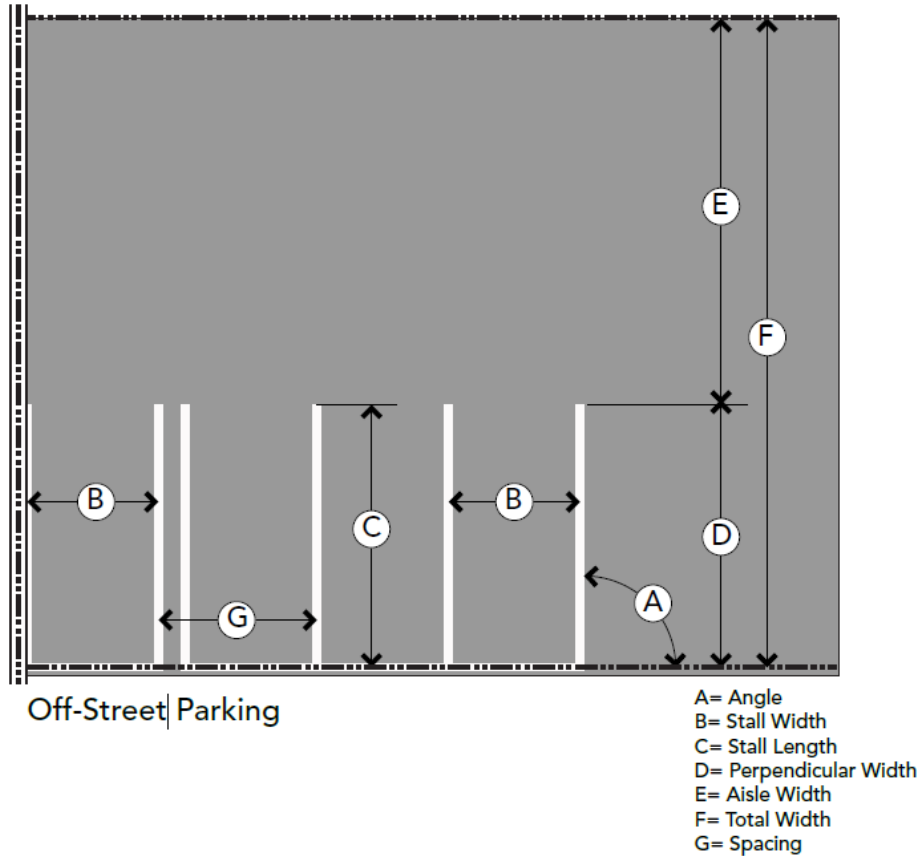 E
F
B
B
C
D
A
G
Off-Street Parking
A= Angle
B= Stall Width
C= Stall Length
D= Perpendicular Width
E= Aisle Width
F= Total Width
G= Spacing